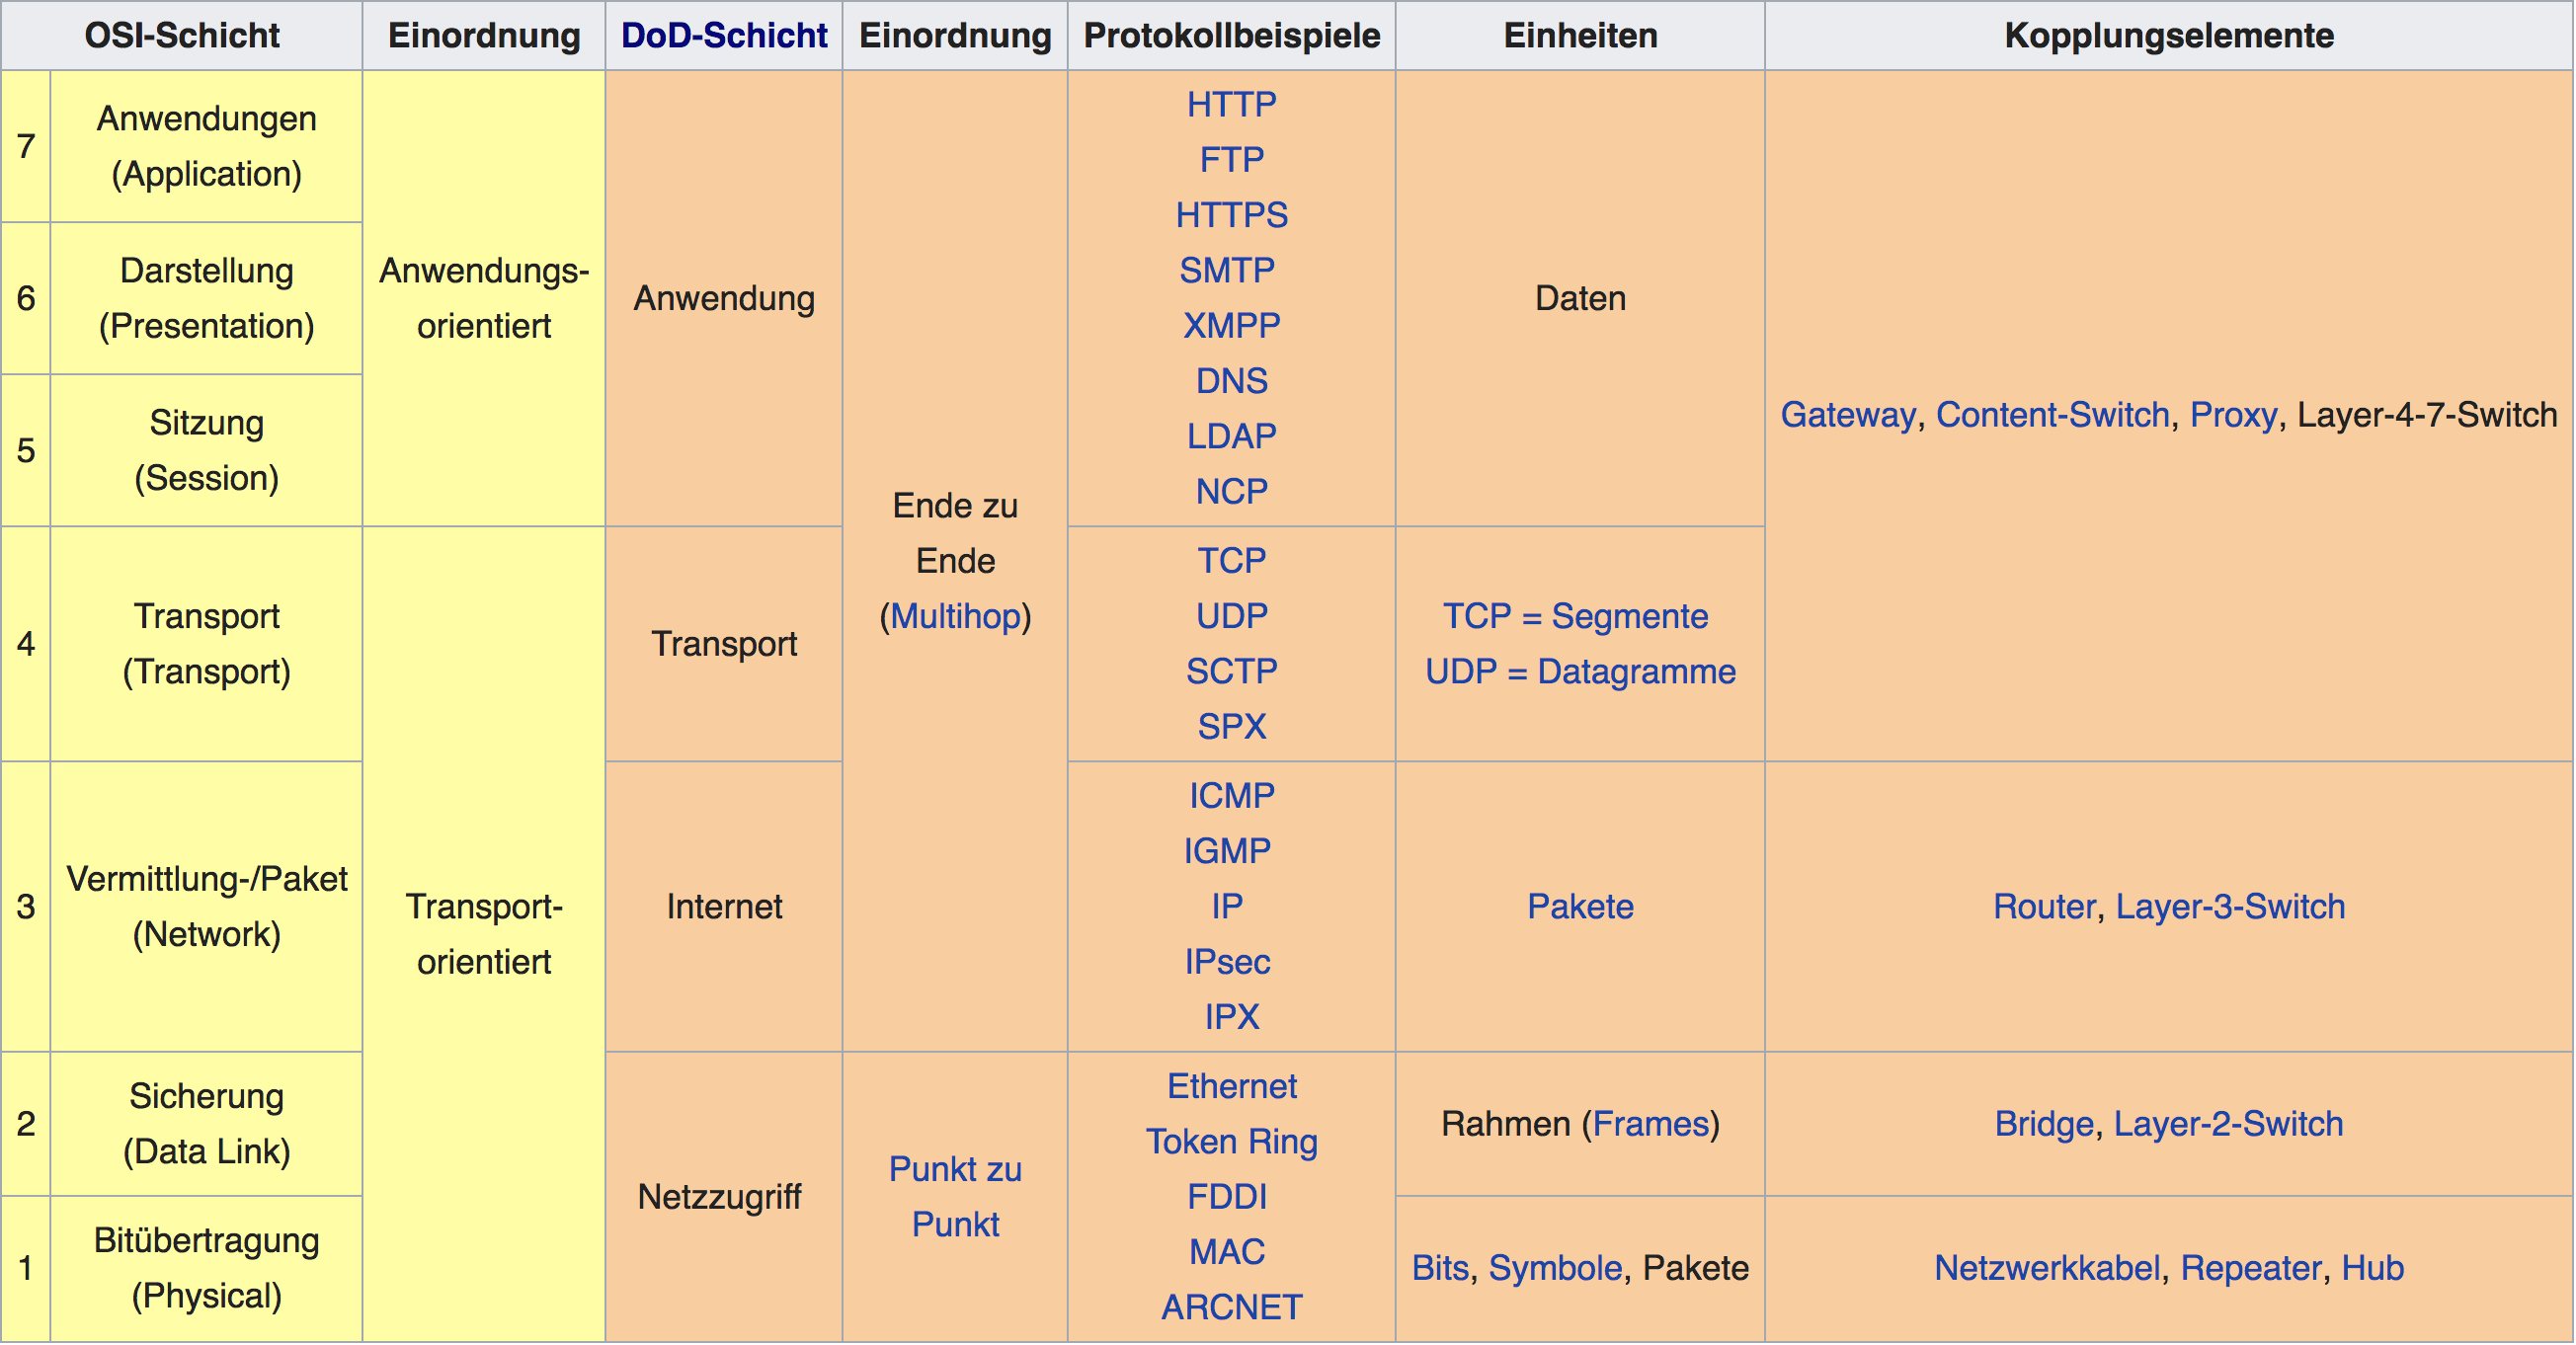 OSI-Schicht
Einordnung
DoD-Schicht
Einordnung
Protokollbeispiele
Einheiten
Kopplungselemente
7
Anwendungen
(Application)
Anwendungs-
orientiert
Anwendung
Ende zu
Ende
(Multihop)
HTTP
FTP
HTTPS
SMTP
XMPP
DNS
LDAP
NCP
Daten
Gateway, Content-Switch, Proxy, Layer-4-7-Switch
6
Darstellung
(Presentation)
5
Sitzung
(Session)
4
Transport
(Transport)
Transport-
orientiert
Transport
TCP
UDP
SCTP
SPX
TCP = Segmente
UDP = Datagramme
3
Vermittlung-/Paket
(Network)
Internet
ICMP
IGMP
IP
IPsec
IPX
Pakete
Router, Layer-3-Switch
2
Sicherung
(Data Link)
Netzzugriff
Punkt zu
Punkt
Ethernet
Token Ring
FDDI
MAC
ARCNET
Rahmen (Frames)
Bridge, Layer-2-Switch
1
Bitübertragung
(Physical)
Bits, Symbole, Pakete
Netzwerkkabel, Repeater, Hub